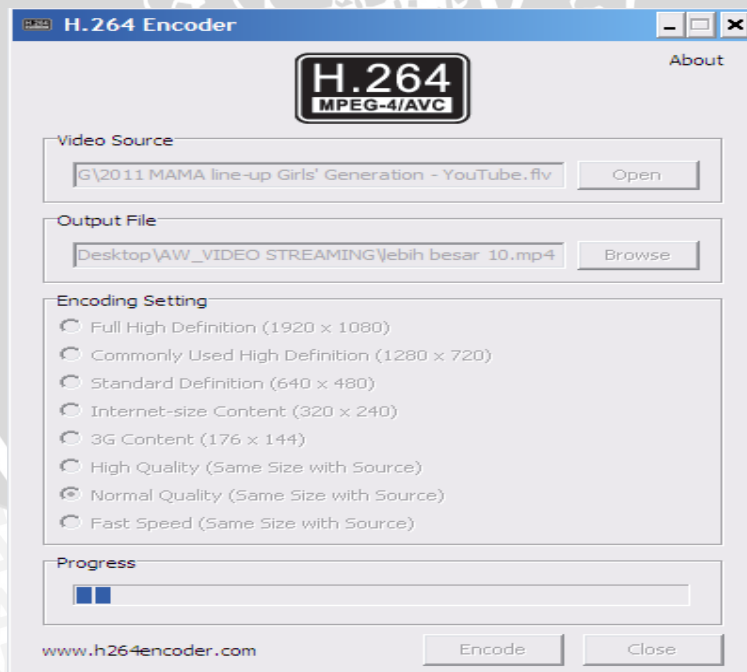 H.264 Encoder
About
H.264
MPEG-4/AVC
Video Source
G\2011 MAMA line-up Girls' Generation - YouTube.flv
Open
Output File
Desktop\AW_VIDEO STREAMING\lebih besar 10.mp4
Browse
Encoding Setting
Full High Definition (1920 x 1080)
Commonly Used High Definition (1280 x 720)
Standard Definition (640 x 480)
Internet-size Content (320 x 240)
3G Content (176 x 144)
High Quality (Same Size with Source)
Normal Quality (Same Size with Source)
Fast Speed (Same Size with Source)
Progress
www.h264encoder.com
Encode
Close